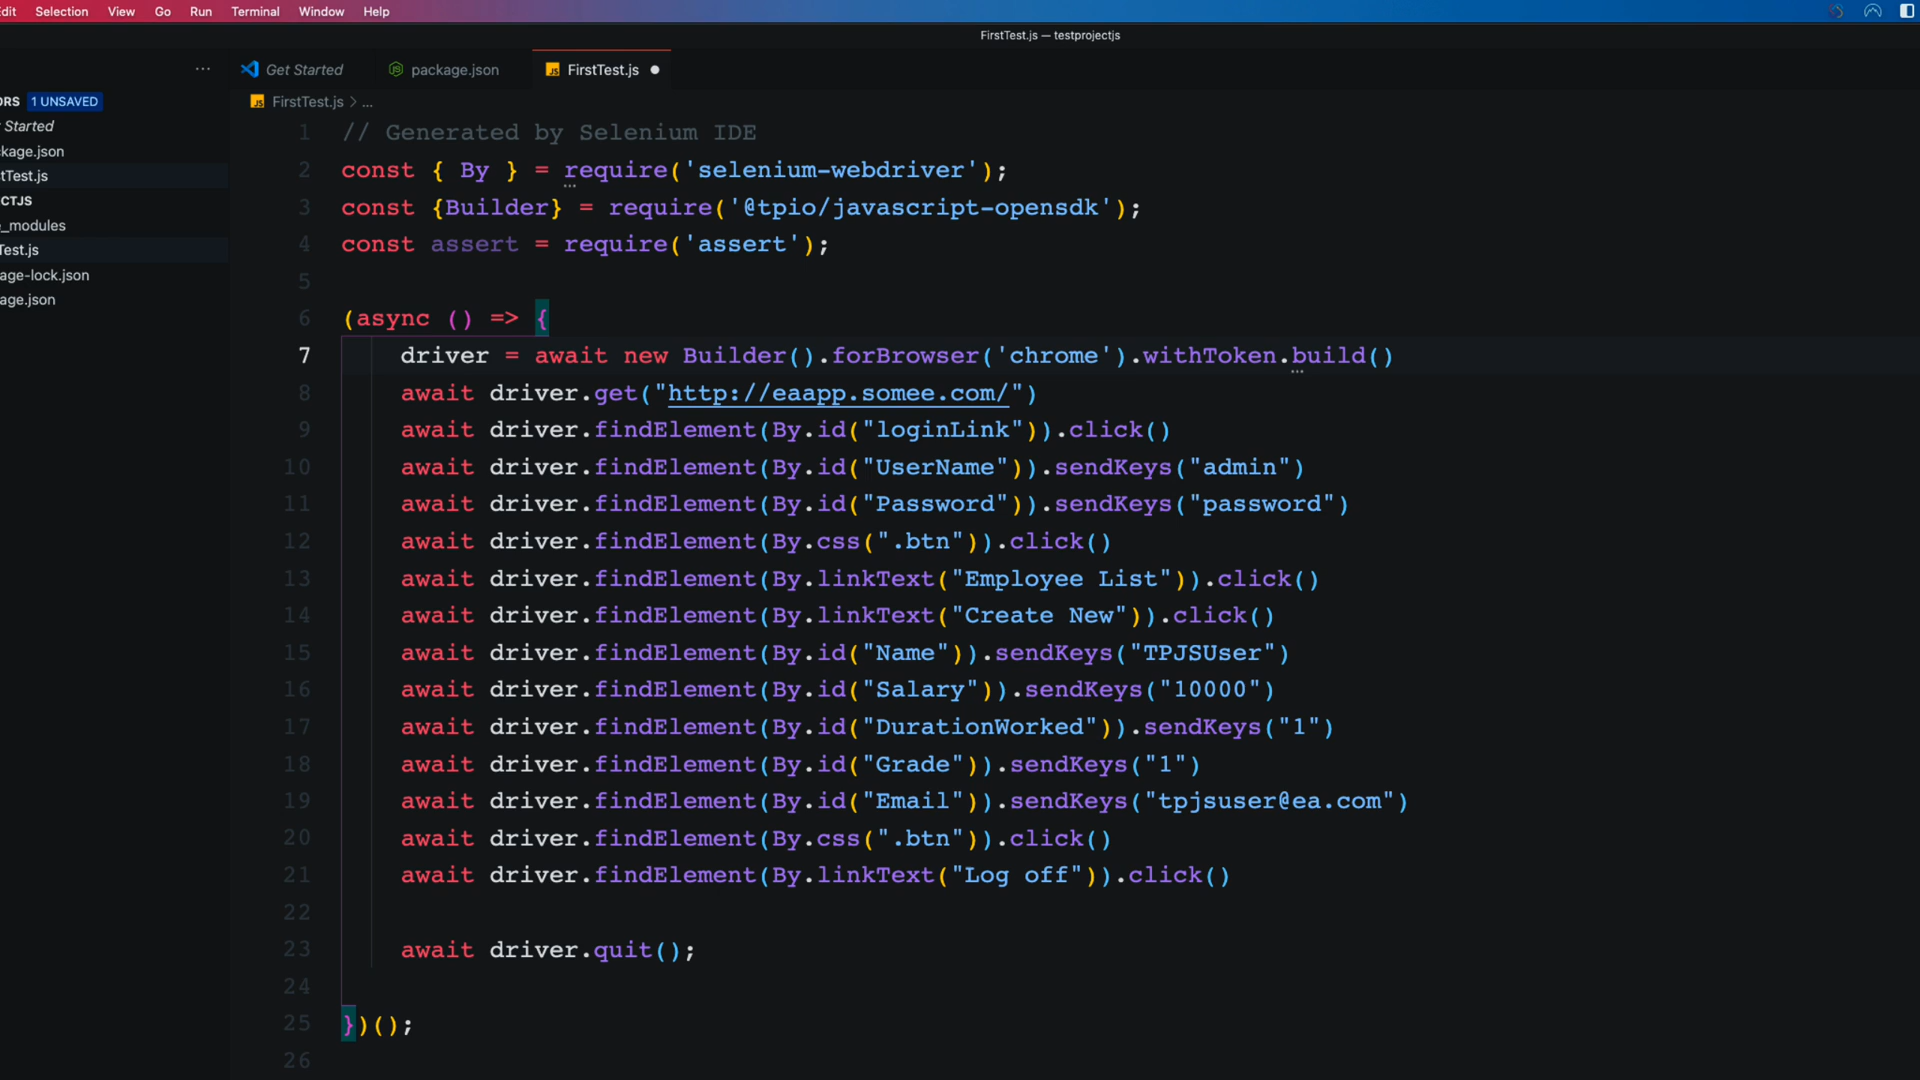 dit Selection View Go Run Terminal Window Help
FirstTest.js — testprojectjs
... Get Started package.json FirstTest.js
ORS 1 UNSAVED
FirstTest.js > ...
Started
kage.json
tTest.js
CTJS
_modules
Test.js
age-lock.json
age.json
1 // Generated by Selenium IDE
2 const { By } = require('selenium-webdriver');
3 const {Builder} = require('@tpio/javascript-opensdk');
4 const assert = require('assert');
5
6 (async () => {
7 driver = await new Builder().forBrowser('chrome').withToken.build()
8 await driver.get("http://eaapp.somee.com/")
9 await driver.findElement(By.id("loginLink")).click()
10 await driver.findElement(By.id("UserName")).sendKeys("admin")
11 await driver.findElement(By.id("Password")).sendKeys("password")
12 await driver.findElement(By.css(".btn")).click()
13 await driver.findElement(By.linkText("Employee List")).click()
14 await driver.findElement(By.linkText("Create New")).click()
15 await driver.findElement(By.id("Name")).sendKeys("TPJSUser")
16 await driver.findElement(By.id("Salary")).sendKeys("10000")
17 await driver.findElement(By.id("DurationWorked")).sendKeys("1")
18 await driver.findElement(By.id("Grade")).sendKeys("1")
19 await driver.findElement(By.id("Email")).sendKeys("tpjsuser@ea.com")
20 await driver.findElement(By.css(".btn")).click()
21 await driver.findElement(By.linkText("Log off")).click()
22
23 await driver.quit();
24
25 })();
26